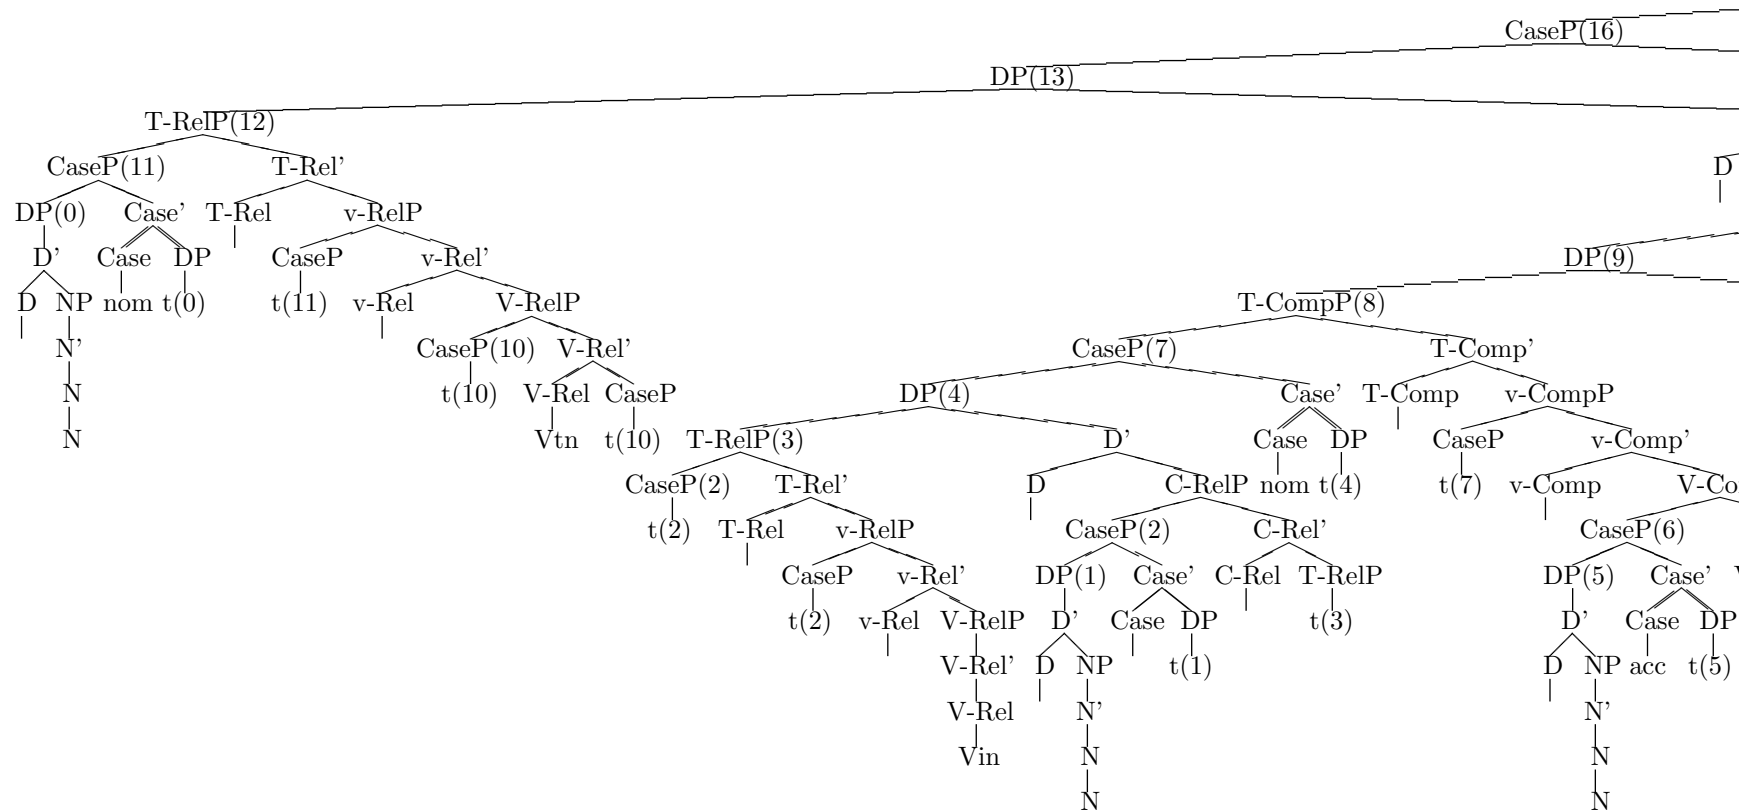 CaseP(16)
DP(13)
T-RelP(12)
CaseP(11) T-Rel’ D
DP(0) Case’ T-Rel v-RelP
D’ Case DP CaseP v-Rel’ DP(9)
D NP nom t(0) t(11) v-Rel V-RelP T-CompP(8)
N’ CaseP(10) V-Rel’ CaseP(7) T-Comp’
N t(10) V-Rel CaseP DP(4) Case’ T-Comp v-CompP
N Vtn t(10) T-RelP(3) D’ Case DP CaseP v-Comp’
CaseP(2) T-Rel’ D C-RelP nom t(4) t(7) v-Comp V-Co
t(2) T-Rel v-RelP CaseP(2) C-Rel’ CaseP(6)
CaseP v-Rel’ DP(1) Case’ C-Rel T-RelP DP(5) Case’
t(2) v-Rel V-RelP D’ Case DP t(3) D’ Case DP
V-Rel’ D NP t(1) D NP acc t(5)
V-Rel N’ N’
Vin N N
N N